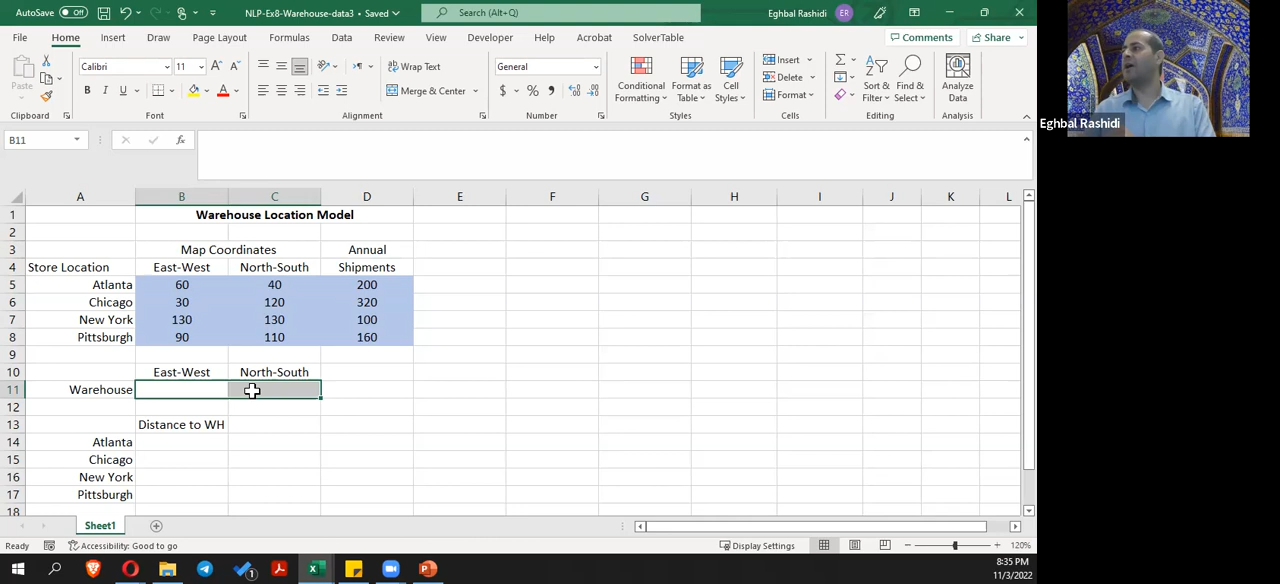 AutoSave Off NLP-Ex8-Warehouse-data3 • Saved Search (Alt+Q) Eghbal Rashidi ER
File Home Insert Draw Page Layout Formulas Data Review View Developer Help Acrobat SolverTable Comments Share
Paste Calibri 11 A A Wrap Text General Conditional Formatting Format as Table Cell Styles Insert Delete Format Sort & Filter Find & Select Analyze Data
B I U A Merge & Center $ % 9
Clipboard Font Alignment Number Styles Cells Editing Analysis
Eghbal Rashidi
B11 fx
A B C D E F G H I J K L
1 Warehouse Location Model
2
3 Map Coordinates Annual
4 Store Location East-West North-South Shipments
5 Atlanta 60 40 200
6 Chicago 30 120 320
7 New York 130 130 100
8 Pittsburgh 90 110 160
9
10 East-West North-South
11 Warehouse
12
13 Distance to WH
14 Atlanta
15 Chicago
16 New York
17 Pittsburgh
18
Sheet1
Ready Accessibility: Good to go Display Settings 120%
1 8:35 PM
11/3/2022